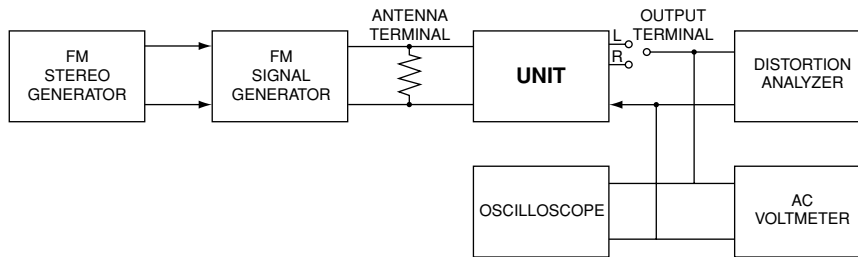 ANTENNA
TERMINAL
OUTPUT
TERMINAL
FM
STEREO
GENERATOR
FM
SIGNAL
GENERATOR
UNIT
L
R
DISTORTION
ANALYZER
OSCILLOSCOPE
AC
VOLTMETER